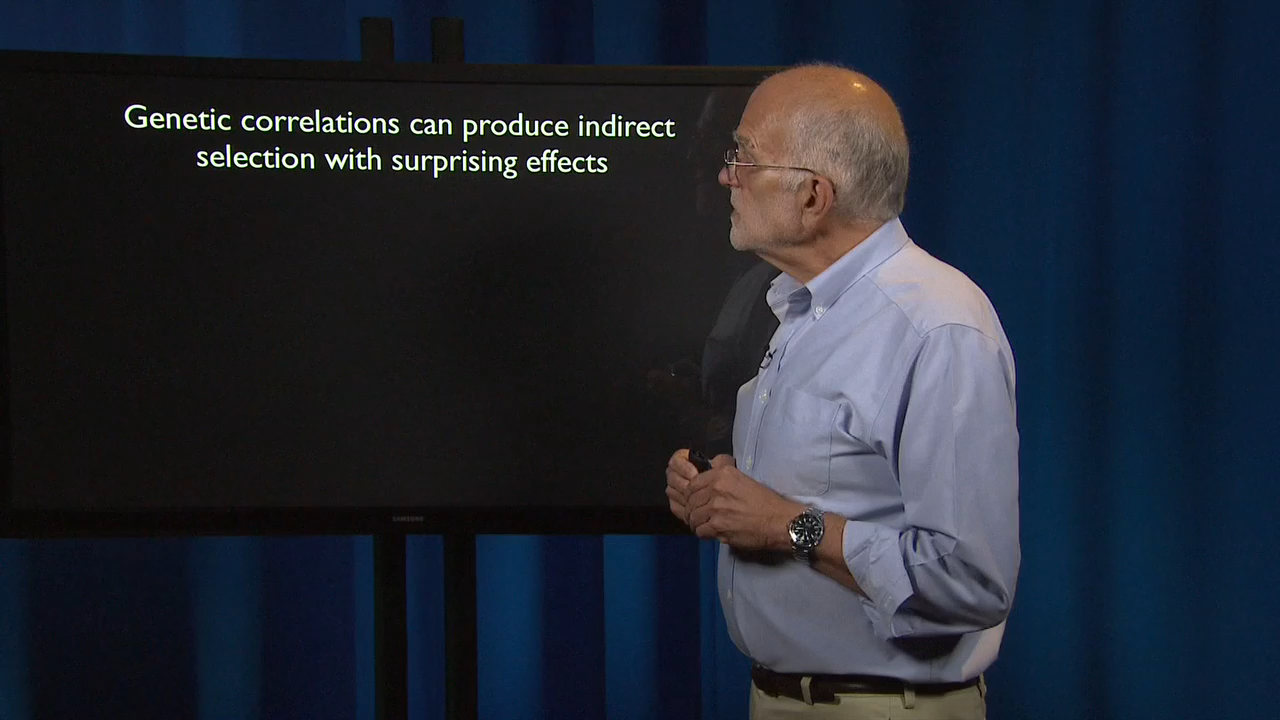 Genetic correlations can produce indirect
selection with surprising effects
SAMSUNG